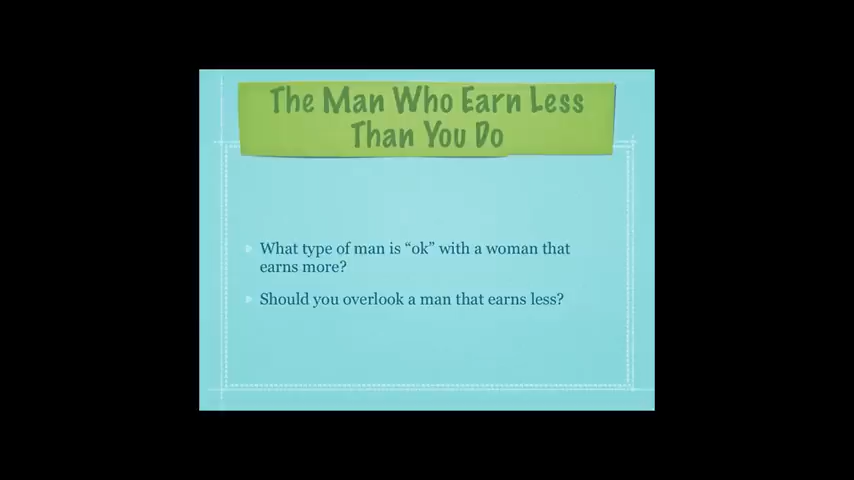 The Man Who Earn Less
Than You Do
What type of man is “ok” with a woman that
earns more?
Should you overlook a man that earns less?